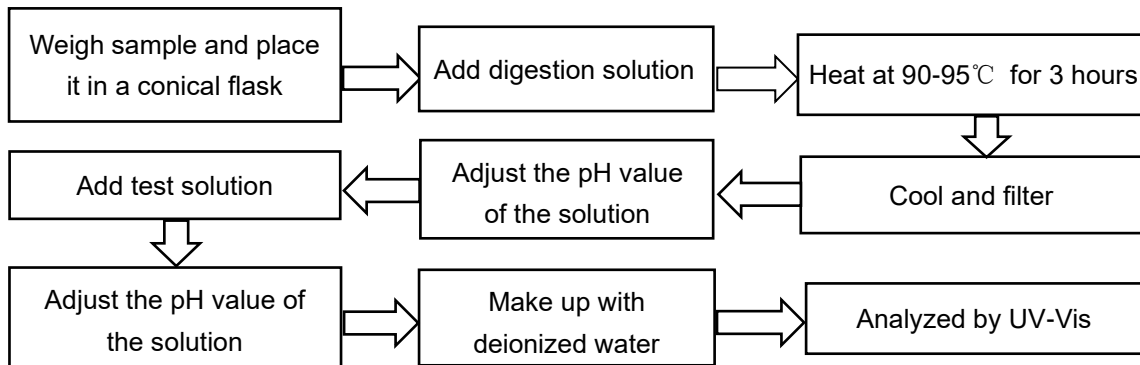 Weigh sample and place
it in a conical flask
Add digestion solution
Heat at 90-95℃ for 3 hours
Cool and filter
Adjust the pH value
of the solution
Add test solution
Adjust the pH value of
the solution
Make up with
deionized water
Analyzed by UV-Vis